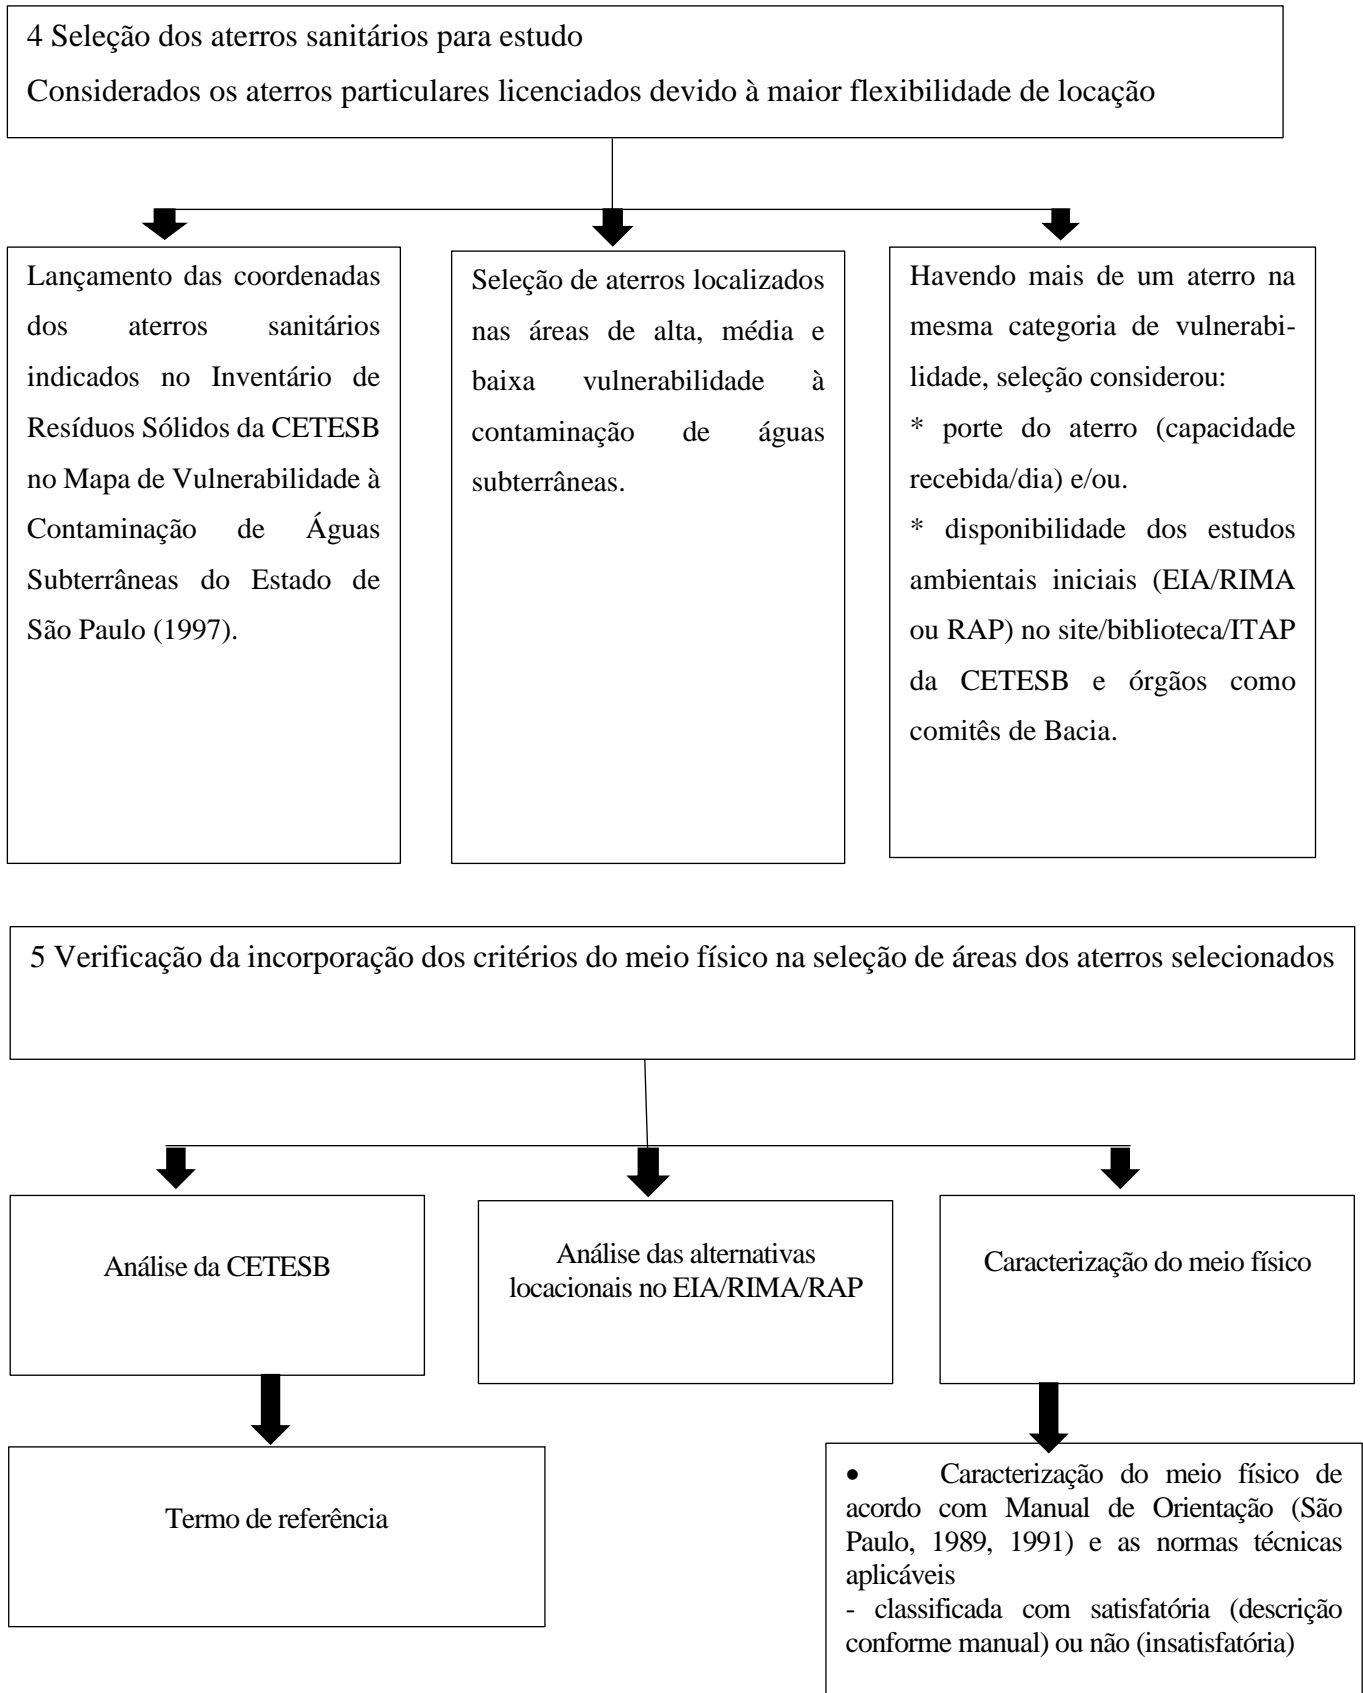 4 Seleção dos aterros sanitários para estudo
Considerados os aterros particulares licenciados devido à maior flexibilidade de locação
Lançamento das coordenadas
dos aterros sanitários
indicados no Inventário de
Resíduos Sólidos da CETESB
no Mapa de Vulnerabilidade à
Contaminação de Águas
Subterrâneas do Estado de
São Paulo (1997).
Seleção de aterros localizados
nas áreas de alta, média e
baixa vulnerabilidade à
contaminação de águas
subterrâneas.
Havendo mais de um aterro na
mesma categoria de vulnerabi-
lidade, seleção considerou:
* porte do aterro (capacidade
recebida/dia) e/ou.
* disponibilidade dos estudos
ambientais iniciais (EIA/RIMA
ou RAP) no site/biblioteca/ITAP
da CETESB e órgãos como
comitês de Bacia.
5 Verificação da incorporação dos critérios do meio físico na seleção de áreas dos aterros selecionados
Análise da CETESB
Análise das alternativas
locacionais no EIA/RIMA/RAP
Caracterização do meio físico
Termo de referência
• Caracterização do meio físico de
acordo com Manual de Orientação (São
Paulo, 1989, 1991) e as normas técnicas
aplicáveis
- classificada com satisfatória (descrição
conforme manual) ou não (insatisfatória)